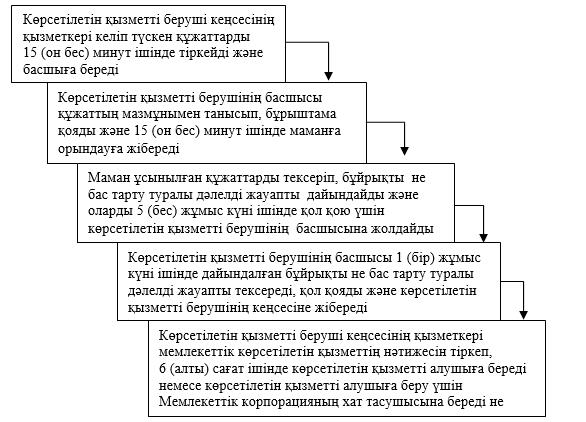 Көрсетілетін қызметті беруші кеңсесінің
қызметкері келіп түскен құжаттарды
15 (он бес) минут ішінде тіркейді және
басшыға береді
Көрсетілетін қызметті берушінің басшысы
құжаттың мазмұнымен танысып, бұрыштама
қояды және 15 (он бес) минут ішінде маманға
орындауға жібереді
Маман ұсынылған құжаттарды тексеріп, бұйрықты не
бас тарту туралы дәлелді жауапты дайындайды және
оларды 5 (бес) жұмыс күні ішінде қол қою үшін
көрсетілетін қызметті берушінің басшысына жолдайды
Көрсетілетін қызметті берушінің басшысы 1 (бір) жұмыс
күні ішінде дайындалған бұйрықты не бас тарту туралы
дәлелді жауапты тексереді, қол қояды және көрсетілетін
қызметті берушінің кеңсесіне жібереді
Көрсетілетін қызметті беруші кеңсесінің қызметкері
мемлекеттік көрсетілетін қызметтің нәтижесін тіркеп,
6 (алты) сағат ішінде көрсетілетін қызметті алушыға береді
немесе көрсетілетін қызметті алушыға беру үшін
Мемлекеттік корпорацияның хат тасушысына береді не